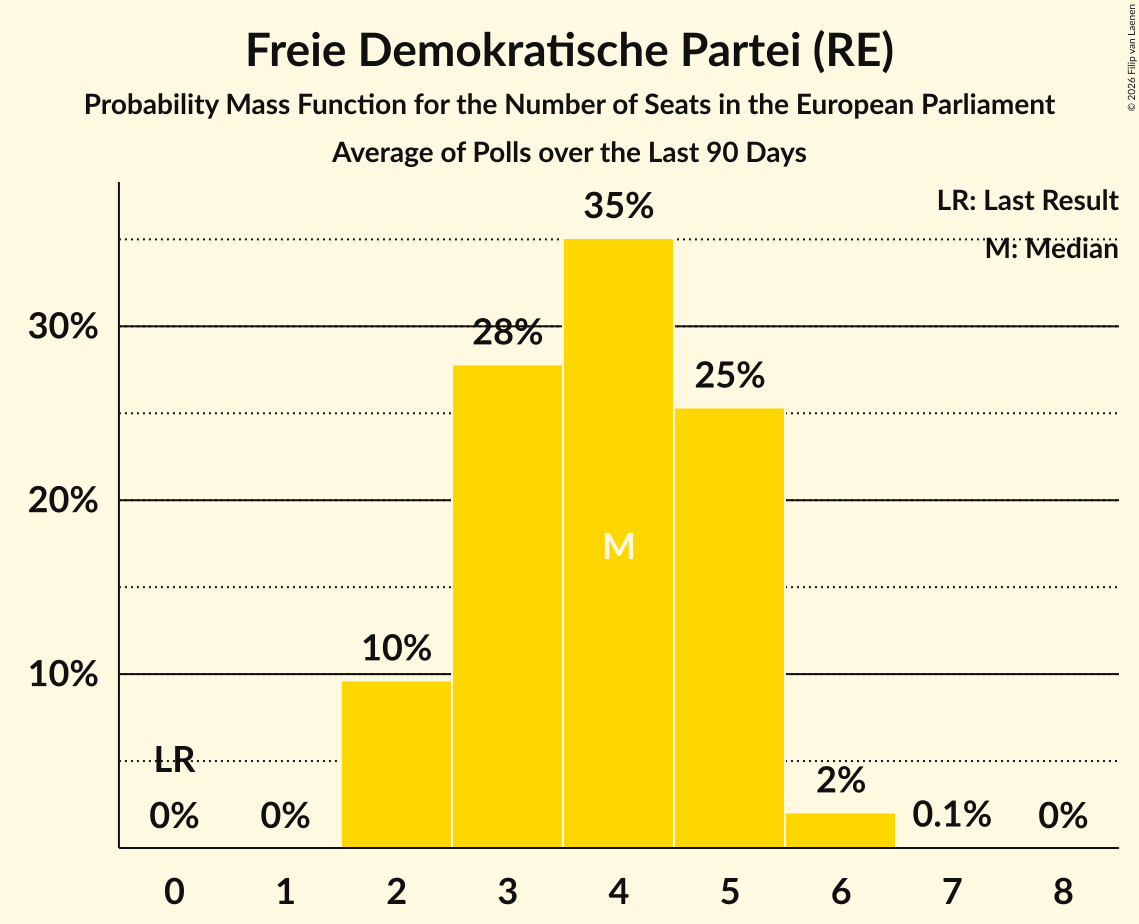 Freie Demokratische Partei (RE)
Probability Mass Function for the Number of Seats in the European Parliament
Average of Polls over the Last 90 Days
© 2026 Filip van Laenen
LR: Last Result
M: Median
30%
20%
10%
LR
0%
0%
10%
28%
35%
M
25%
2%
0.1%
0%
0 1 2 3 4 5 6 7 8